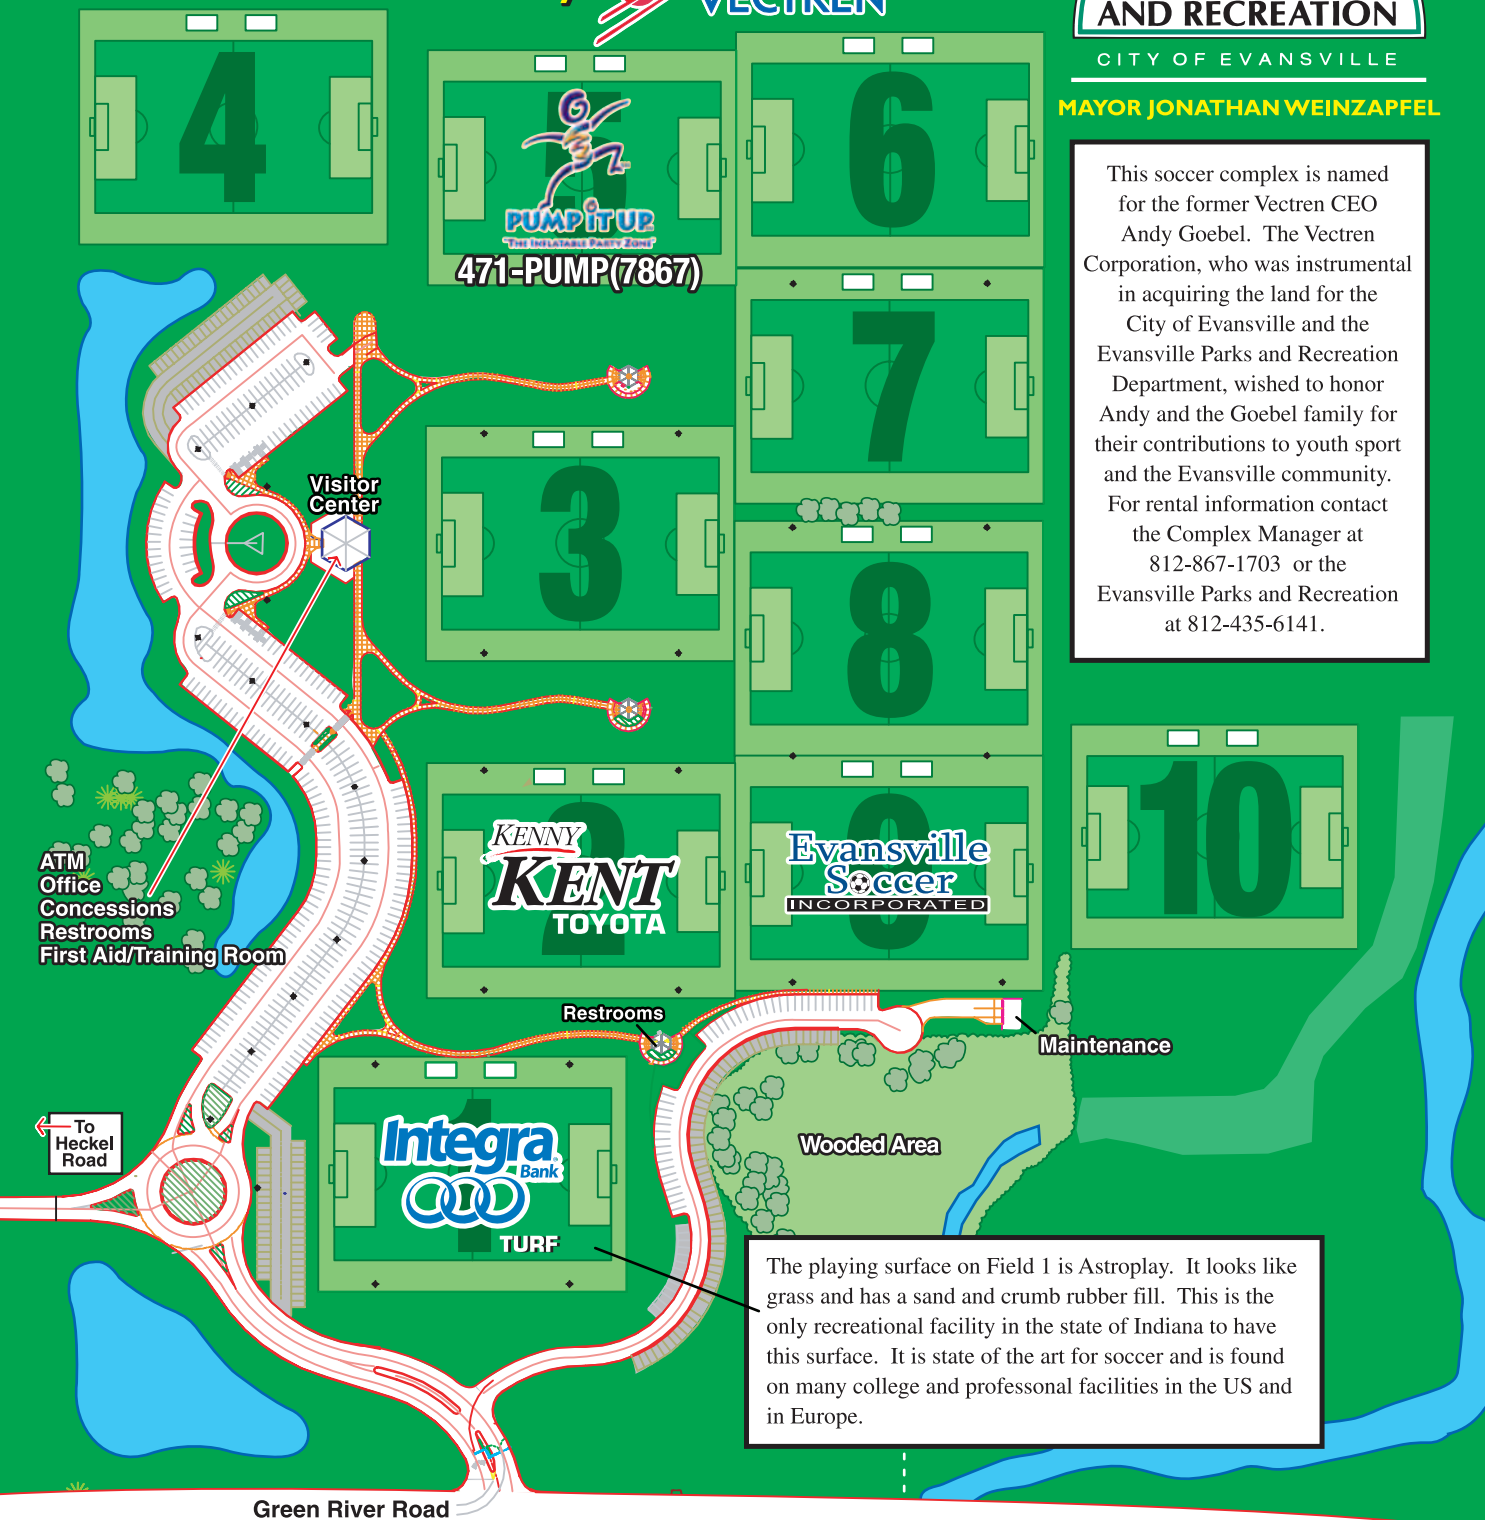 VECTREN
AND RECREATION
CITY OF EVANSVILLE
MAYOR JONATHAN WEINZAPFEL
4
5
PUMP IT UP
"THE INFLATABLE PARTY ZONE"
471-PUMP(7867)
6
This soccer complex is named
for the former Vectren CEO
Andy Goebel. The Vectren
Corporation, who was instrumental
in acquiring the land for the
City of Evansville and the
Evansville Parks and Recreation
Department, wished to honor
Andy and the Goebel family for
their contributions to youth sport
and the Evansville community.
For rental information contact
the Complex Manager at
812-867-1703 or the
Evansville Parks and Recreation
at 812-435-6141.
7
Visitor
Center
3
8
10
2
KENNY
KENT
TOYOTA
9
Evansville
Soccer
INCORPORATED
ATM
Office
Concessions
Restrooms
First Aid/Training Room
Restrooms
Maintenance
To
Heckel
Road
1
Integra
Bank
TURF
Wooded Area
The playing surface on Field 1 is Astroplay. It looks like
grass and has a sand and crumb rubber fill. This is the
only recreational facility in the state of Indiana to have
this surface. It is state of the art for soccer and is found
on many college and professonal facilities in the US and
in Europe.
Green River Road